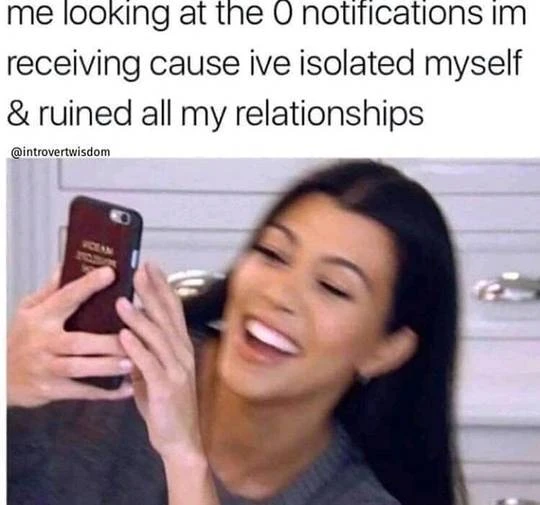 me looking at the 0 notifications im
receiving cause ive isolated myself
& ruined all my relationships
@introvertwisdom